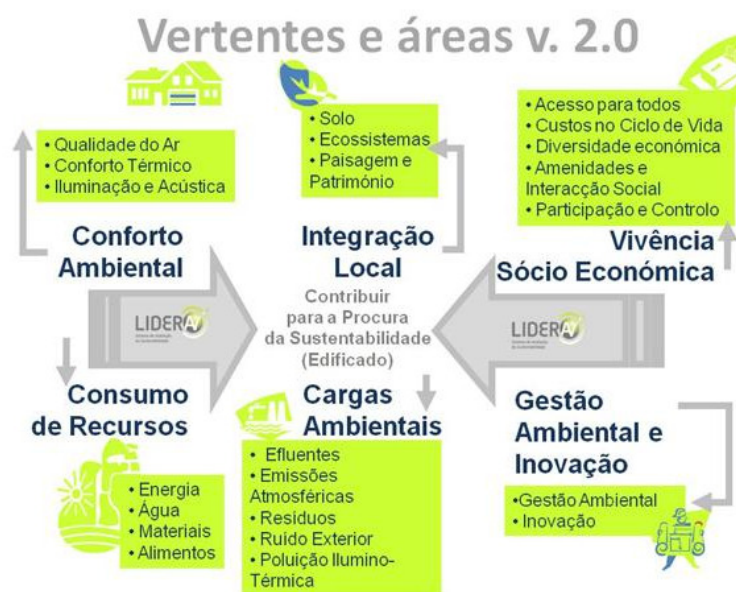 Vertentes e áreas v. 2.0
• Qualidade do Ar
• Conforto Térmico
• Iluminação e Acústica
Conforto
Ambiental
• Solo
• Ecossistemas
• Paisagem e
Património
Integração
Local
• Acesso para todos
• Custos no Ciclo de Vida
• Diversidade económica
• Amenidades e
Interacção Social
• Participação e Controlo
Vivência
Sócio Económica
LIDERA
Contribuir
para a Procura
da Sustentabilidade
(Edificado)
LIDERA
Consumo
de Recursos
• Energia
• Água
• Materiais
• Alimentos
Cargas
Ambientais
• Efluentes
• Emissões
Atmosféricas
• Resíduos
• Ruido Exterior
• Poluição Ilumino-
Térmica
Gestão
Ambiental e
Inovação
•Gestão Ambiental
• Inovação